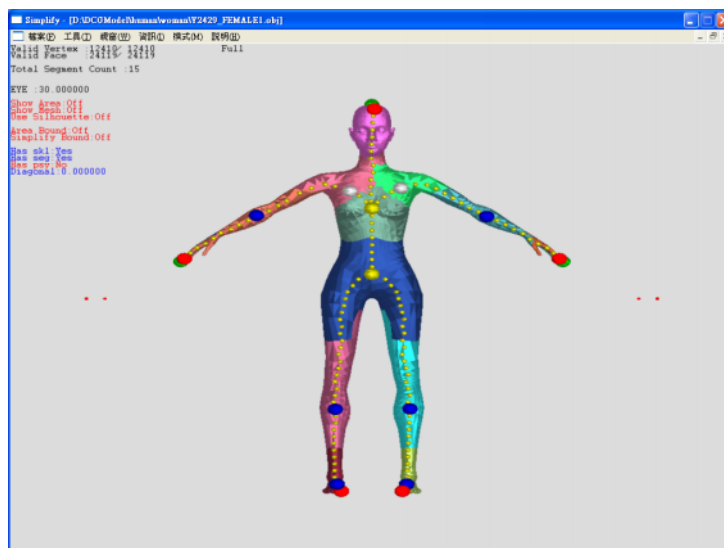 Simplify - [D:\DCGModel\human\woman\Y2429_FEMALE1.obj]
檔案(F) 工具(I) 視窗(W) 資訊(I) 模式(M) 說明(H)
Valid Vertex :12410/ 12410 Full
Valid Face :24119/ 24119
Total Segment Count :15
EYE :30.000000
Show Area:Off
Show Mesh:Off
Use Silhouette:Off
Area Bound:Off
Simplify Bound:Off
Has skl:Yes
Has seg:Yes
Has psv:No
Diagonal:0.000000